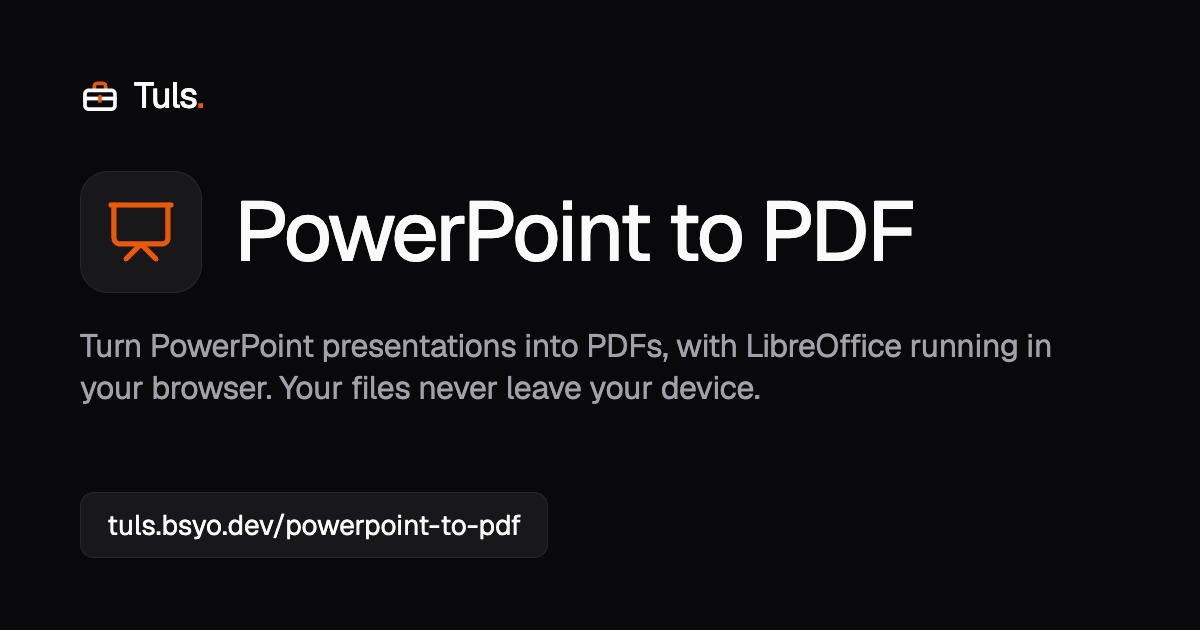 Tuls.
PowerPoint to PDF
Turn PowerPoint presentations into PDFs, with LibreOffice running in
your browser. Your files never leave your device.
tuls.bsyo.dev/powerpoint-to-pdf